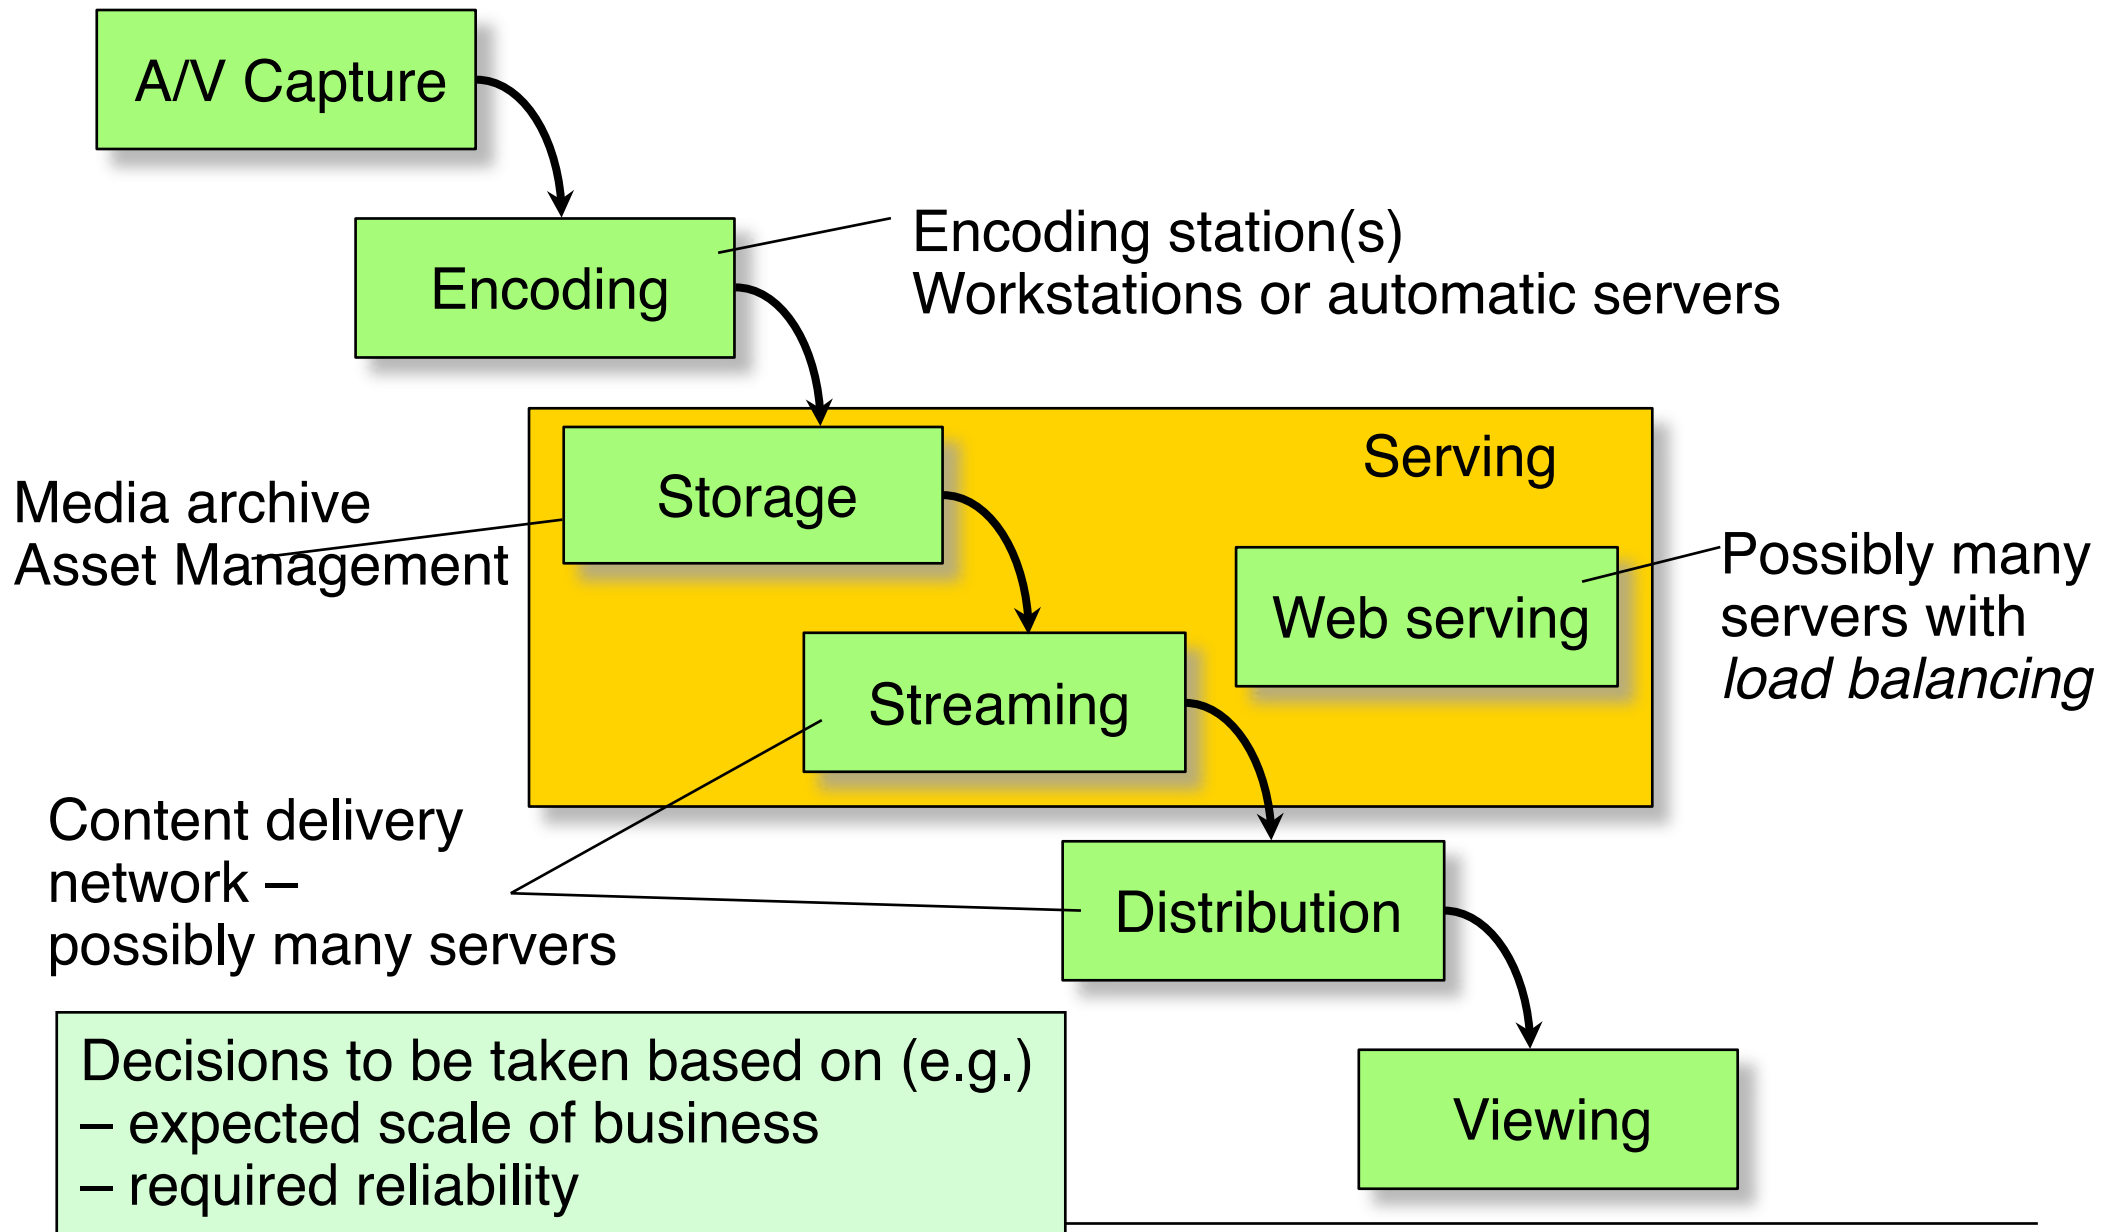 A/V Capture
Encoding
Encoding station(s)
Workstations or automatic servers
Serving
Storage
Media archive
Asset Management
Web serving
Possibly many
servers with
load balancing
Streaming
Content delivery
network –
possibly many servers
Distribution
Decisions to be taken based on (e.g.)
– expected scale of business
– required reliability
Viewing